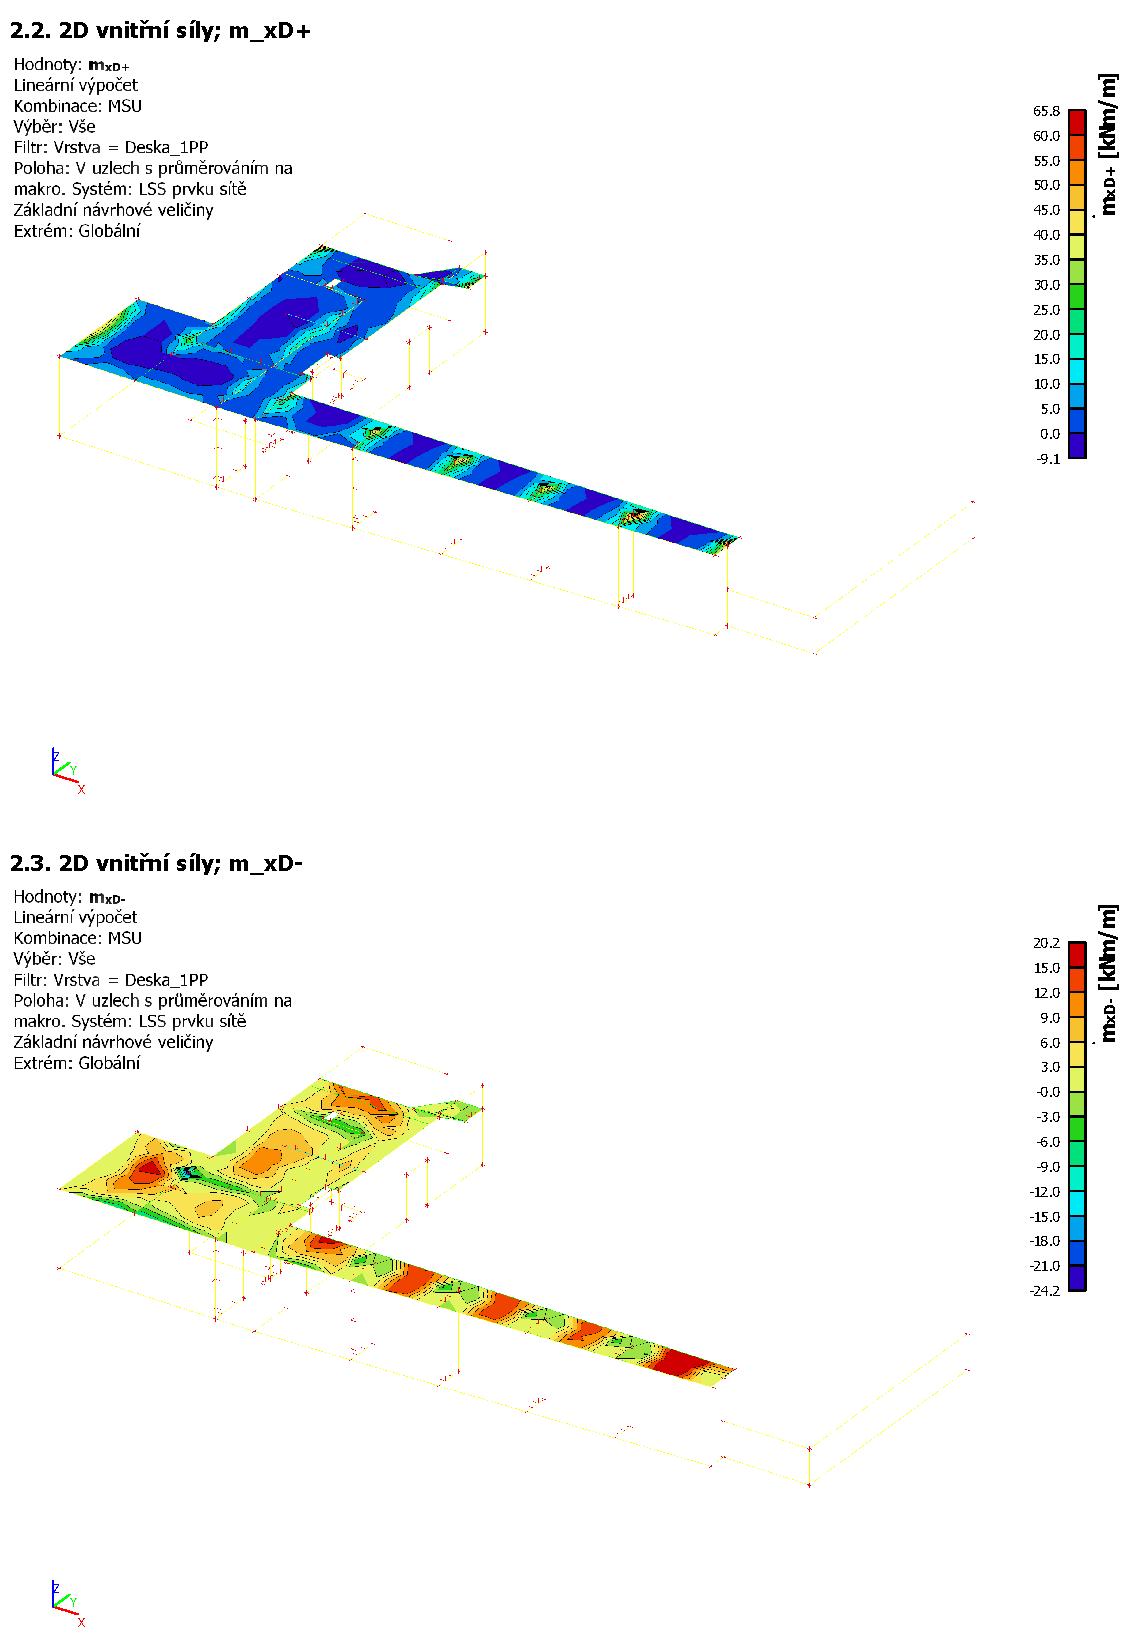 2.2. 2D vnitřní síly; m_xD+
Hodnoty: mxD+
Lineární výpočet
Kombinace: MSU
Výběr: Vše
Filtr: Vrstva = Deska_1PP
Poloha: V uzlech s průměrováním na
makro. Systém: LSS prvku sítě
Základní návrhové veličiny
Extrém: Globální
mxD+ [kNm/m]
65.8
60.0
55.0
50.0
45.0
40.0
35.0
30.0
25.0
20.0
15.0
10.0
5.0
0.0
-9.1
Z
Y
X
2.3. 2D vnitřní síly; m_xD-
Hodnoty: mxD-
Lineární výpočet
Kombinace: MSU
Výběr: Vše
Filtr: Vrstva = Deska_1PP
Poloha: V uzlech s průměrováním na
makro. Systém: LSS prvku sítě
Základní návrhové veličiny
Extrém: Globální
mxD- [kNm/m]
20.2
15.0
12.0
9.0
6.0
3.0
-0.0
-3.0
-6.0
-9.0
-12.0
-15.0
-18.0
-21.0
-24.2
Z
Y
X